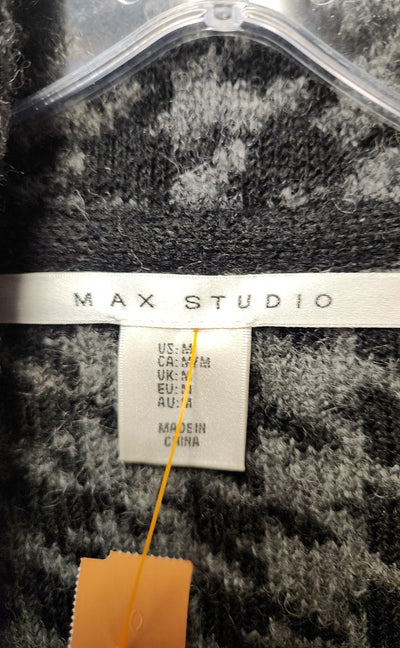 MAX STUDIO
US: M
CA: M/M
UK: M
EU: M
AU: M
MADE IN
CHINA